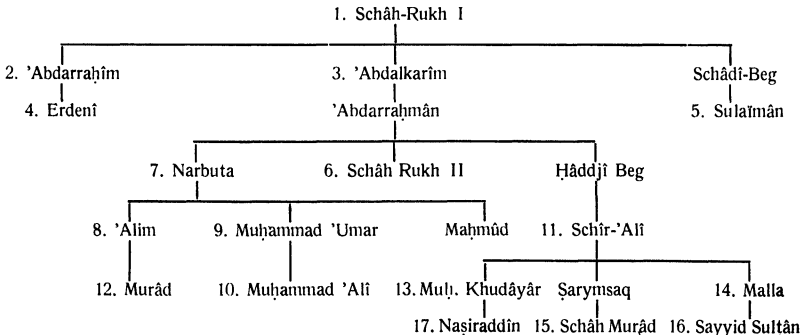 1. Schâh-Rukh I
2. ’Abdarraḥîm 3. ’Abdalkarîm Schâdî-Beg
4. Erdenî ’Abdarraḥmân 5. Sulaïmân
7. Narbuta 6. Schâh Rukh II Ḥâddjî Beg
8. ’Alim 9. Muḥammad ’Umar Maḥmûd 11. Schîr-’Alî
12. Murâd 10. Muḥammad ’Alî 13. Muḥ. Khudâyâr Ṣarymsaq 14. Malla
17. Naṣiraddîn 15. Schâh Murâd 16. Sayyid Sultân